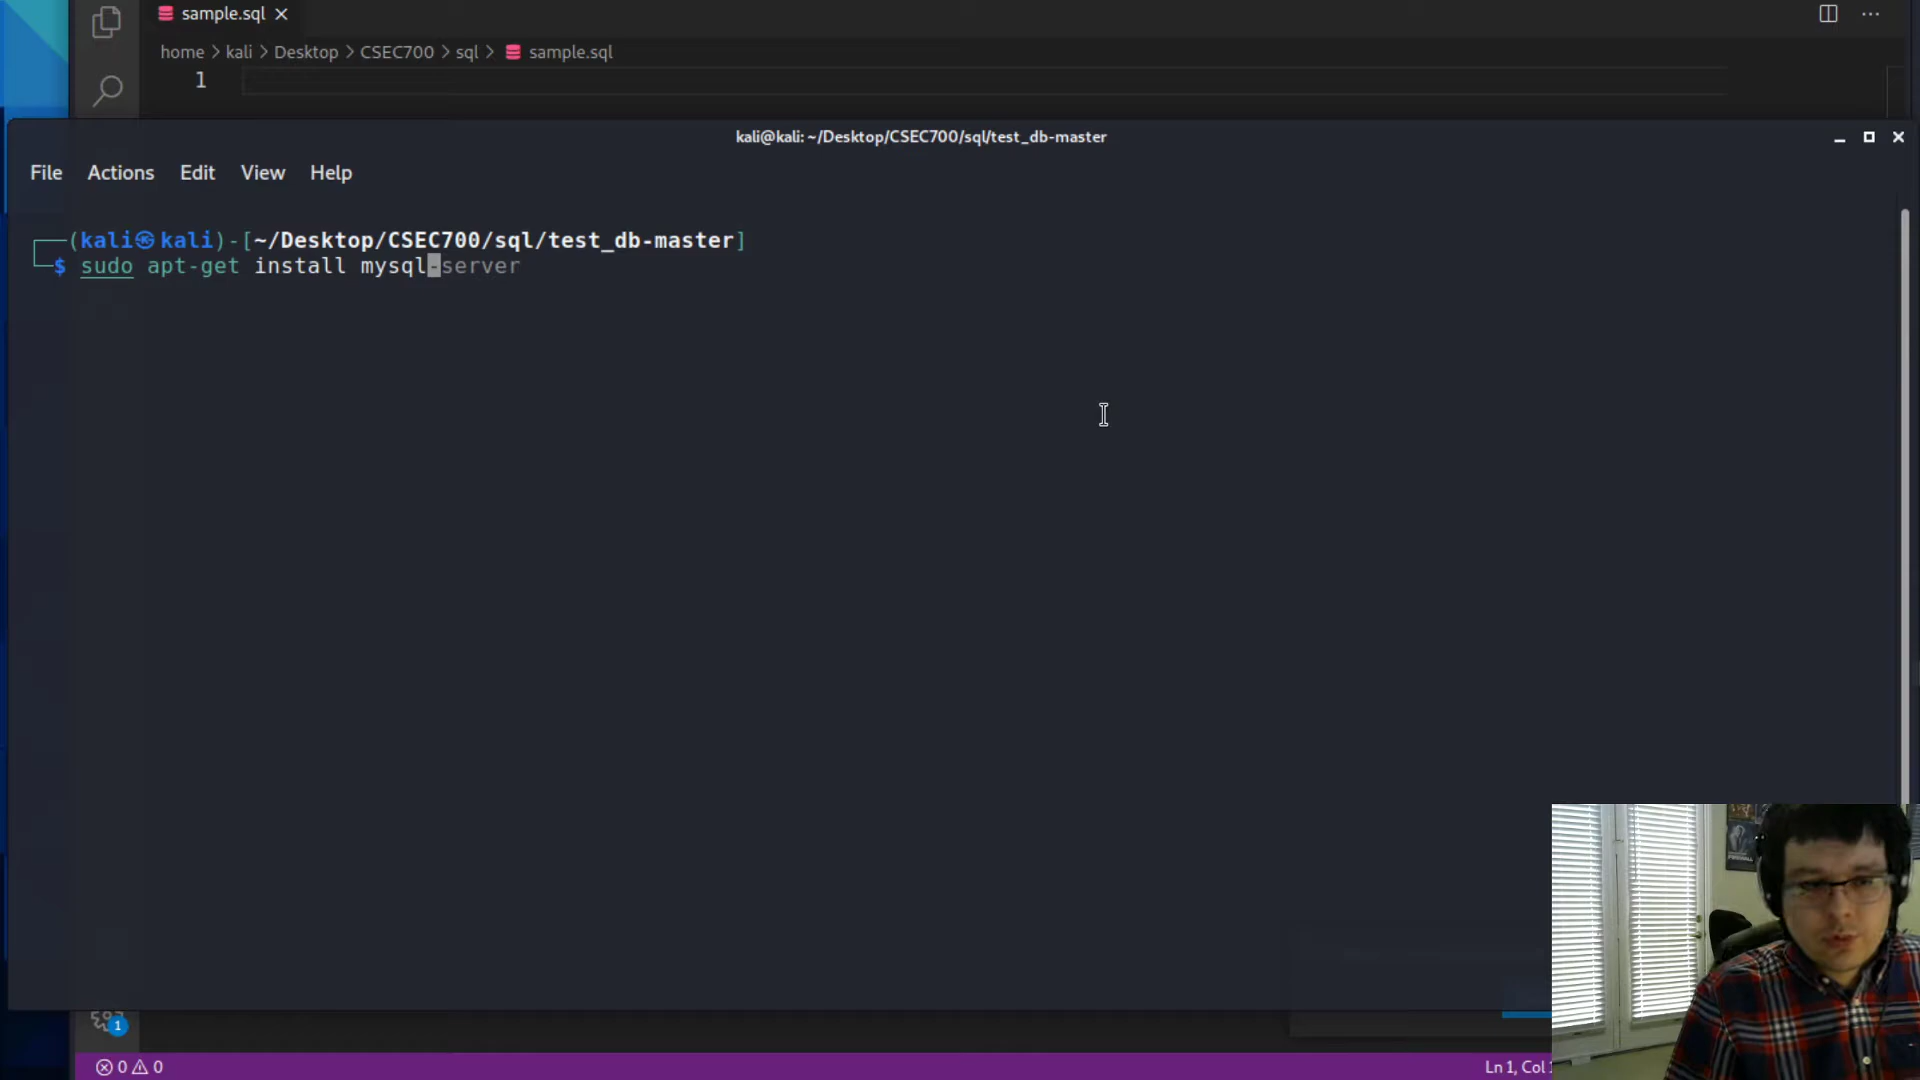 sample.sql
home > kali > Desktop > CSEC700 > sql > sample.sql
1
kali@kali: ~/Desktop/CSEC700/sql/test_db-master
File Actions Edit View Help
(kali㉿kali)-[~/Desktop/CSEC700/sql/test_db-master]
$ sudo apt-get install mysql-server
1
0 0
Ln 1, Col